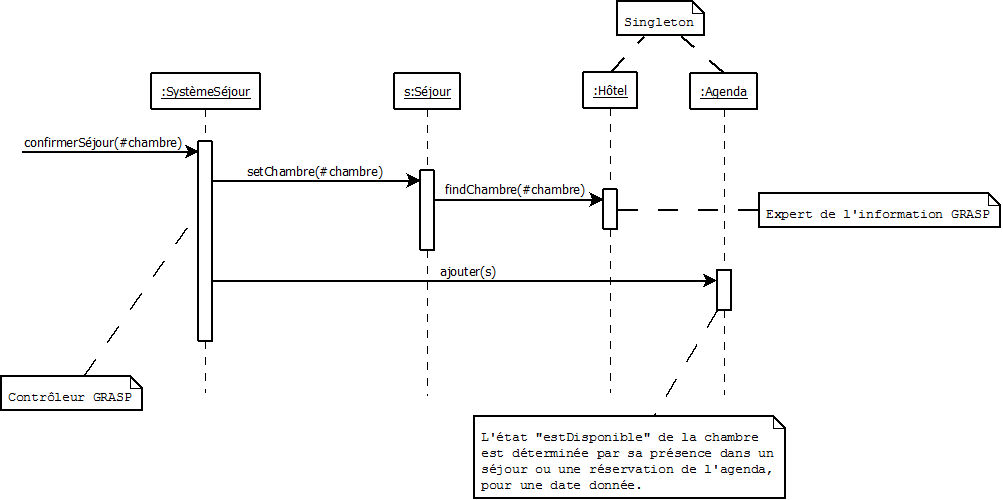 Singleton
:SystèmeSéjour
s:Séjour
:Hôtel
:Agenda
confirmerSéjour(#chambre)
setChambre(#chambre)
findChambre(#chambre)
Expert de l'information GRASP
ajouter(s)
Contrôleur GRASP
L'état "estDisponible" de la chambre
est déterminée par sa présence dans un
séjour ou une réservation de l'agenda,
pour une date donnée.